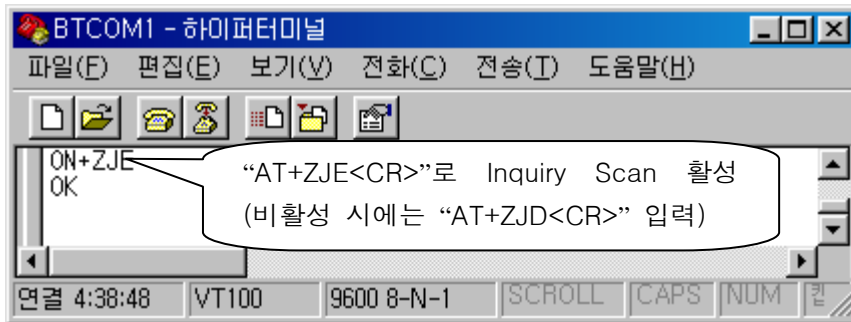 BTCOM1 - 하이퍼터미널
파일(F) 편집(E) 보기(V) 전화(C) 전송(T) 도움말(H)
ON+ZJE
OK
“AT+ZJE<CR>”로 Inquiry Scan 활성
(비활성 시에는 “AT+ZJD<CR>” 입력)
연결 4:38:48 VT100 9600 8-N-1 SCROLL CAPS NUM